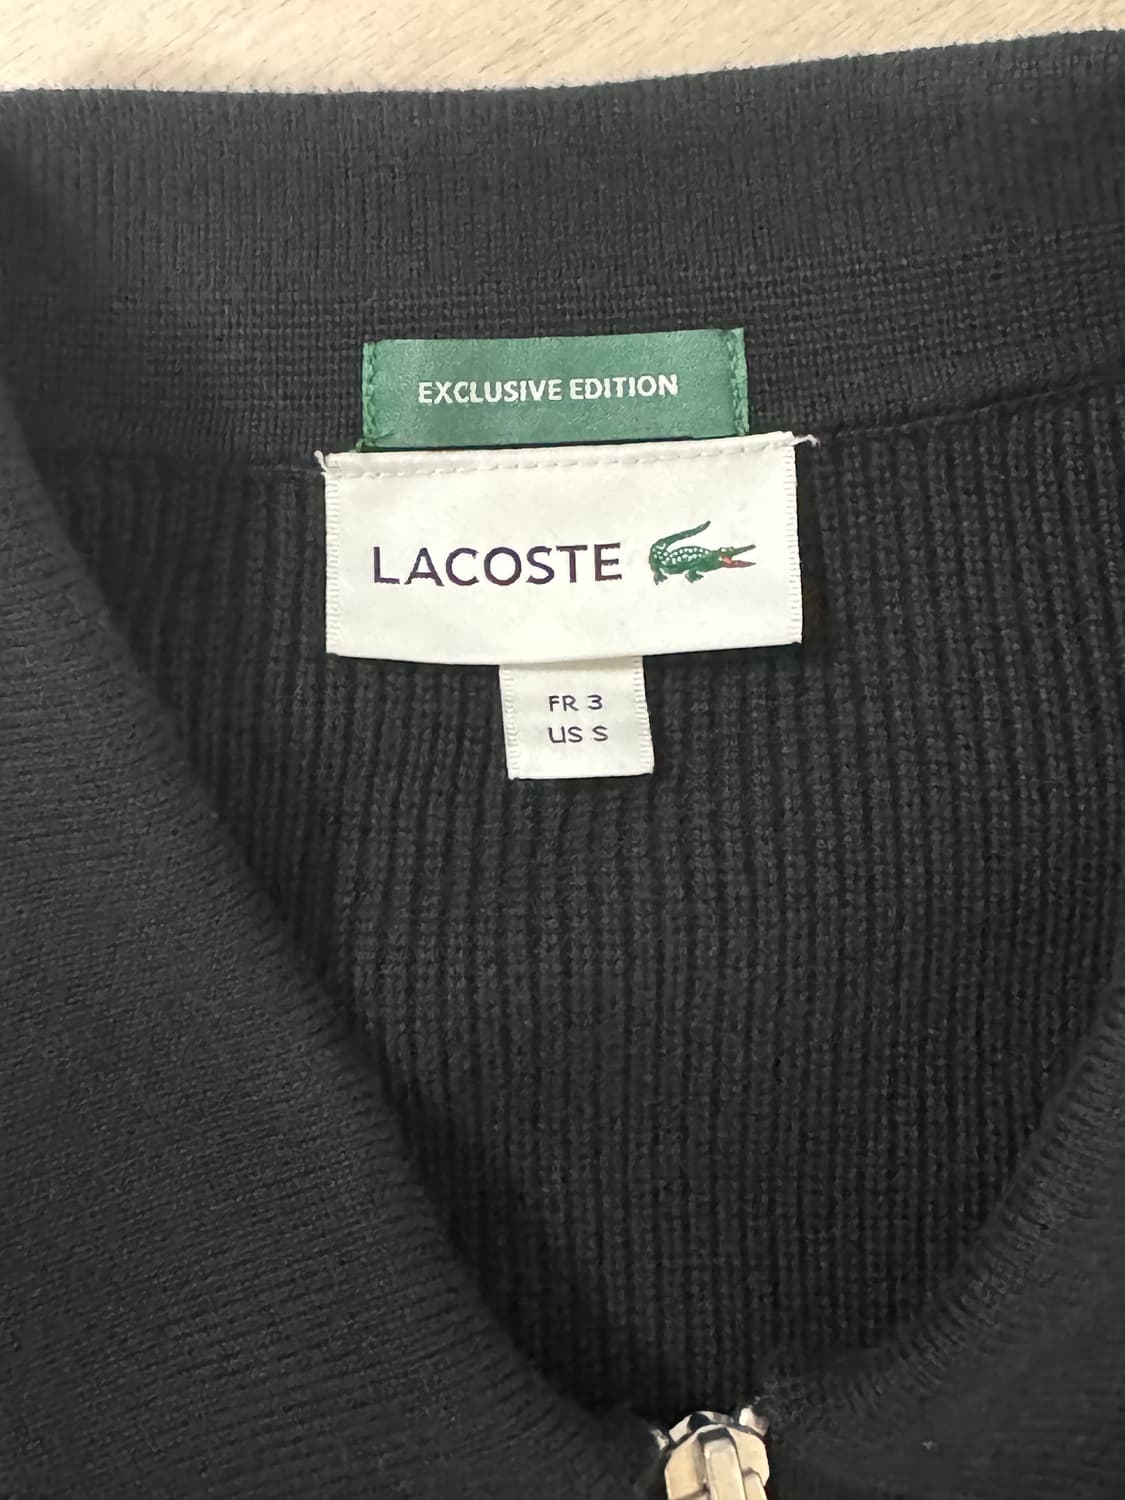 EXCLUSIVE EDITION
LACOSTE
FR 3
US S